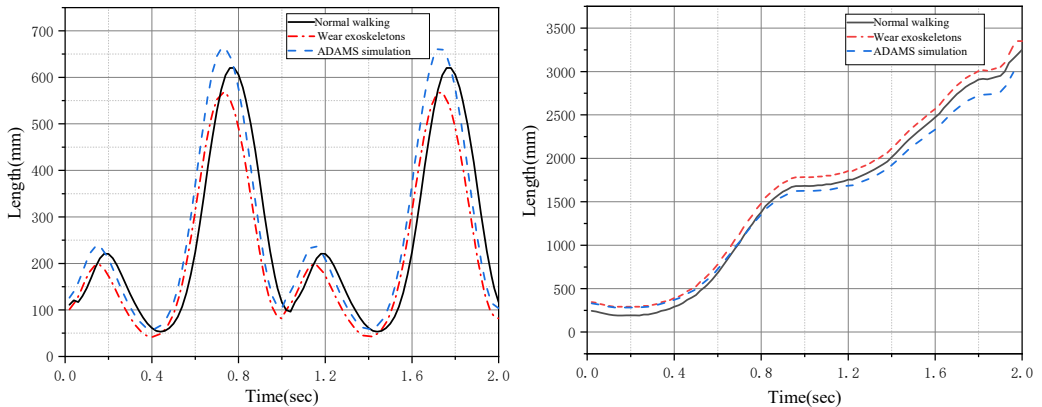 700
600
500
400
300
200
100
0
Length(mm)
Normal walking
Wear exoskeletons
ADAMS simulation
0.0 0.4 0.8 1.2 1.6 2.0
Time(sec)
3500
3000
2500
2000
1500
1000
500
0
Length(mm)
Normal walking
Wear exoskeletons
ADAMS simulation
0.0 0.4 0.8 1.2 1.6 2.0
Time(sec)